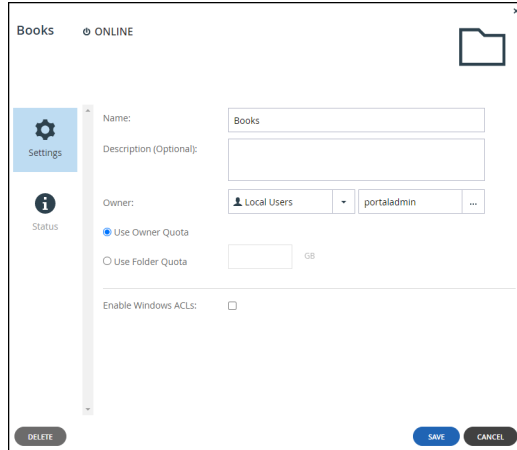 Books
ONLINE
Settings
Status
Name:
Books
Description (Optional):
Owner:
Local Users
portaladmin
...
Use Owner Quota
Use Folder Quota
GB
Enable Windows ACLs:
DELETE
SAVE
CANCEL